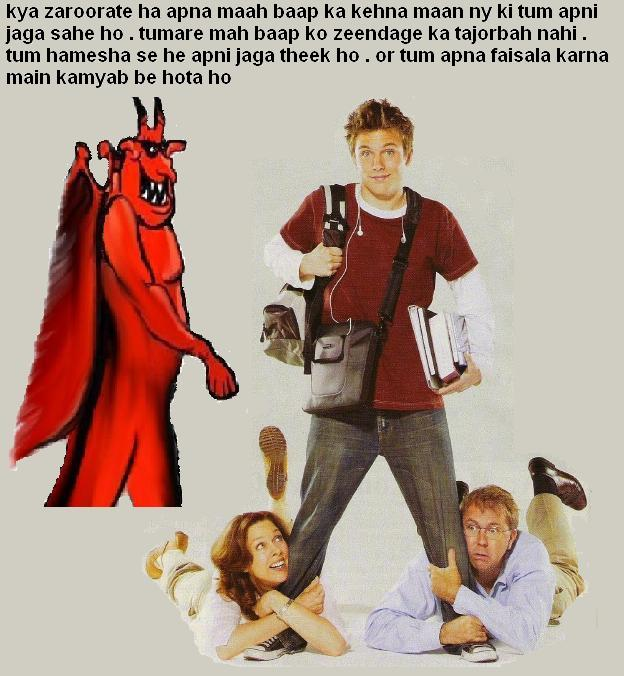 kya zaroorate ha apna maah baap ka kehna maan ny ki tum apni
jaga sahe ho . tumare mah baap ko zeendage ka tajorbah nahi .
tum hamesha se he apni jaga theek ho . or tum apna faisala karna
main kamyab be hota ho